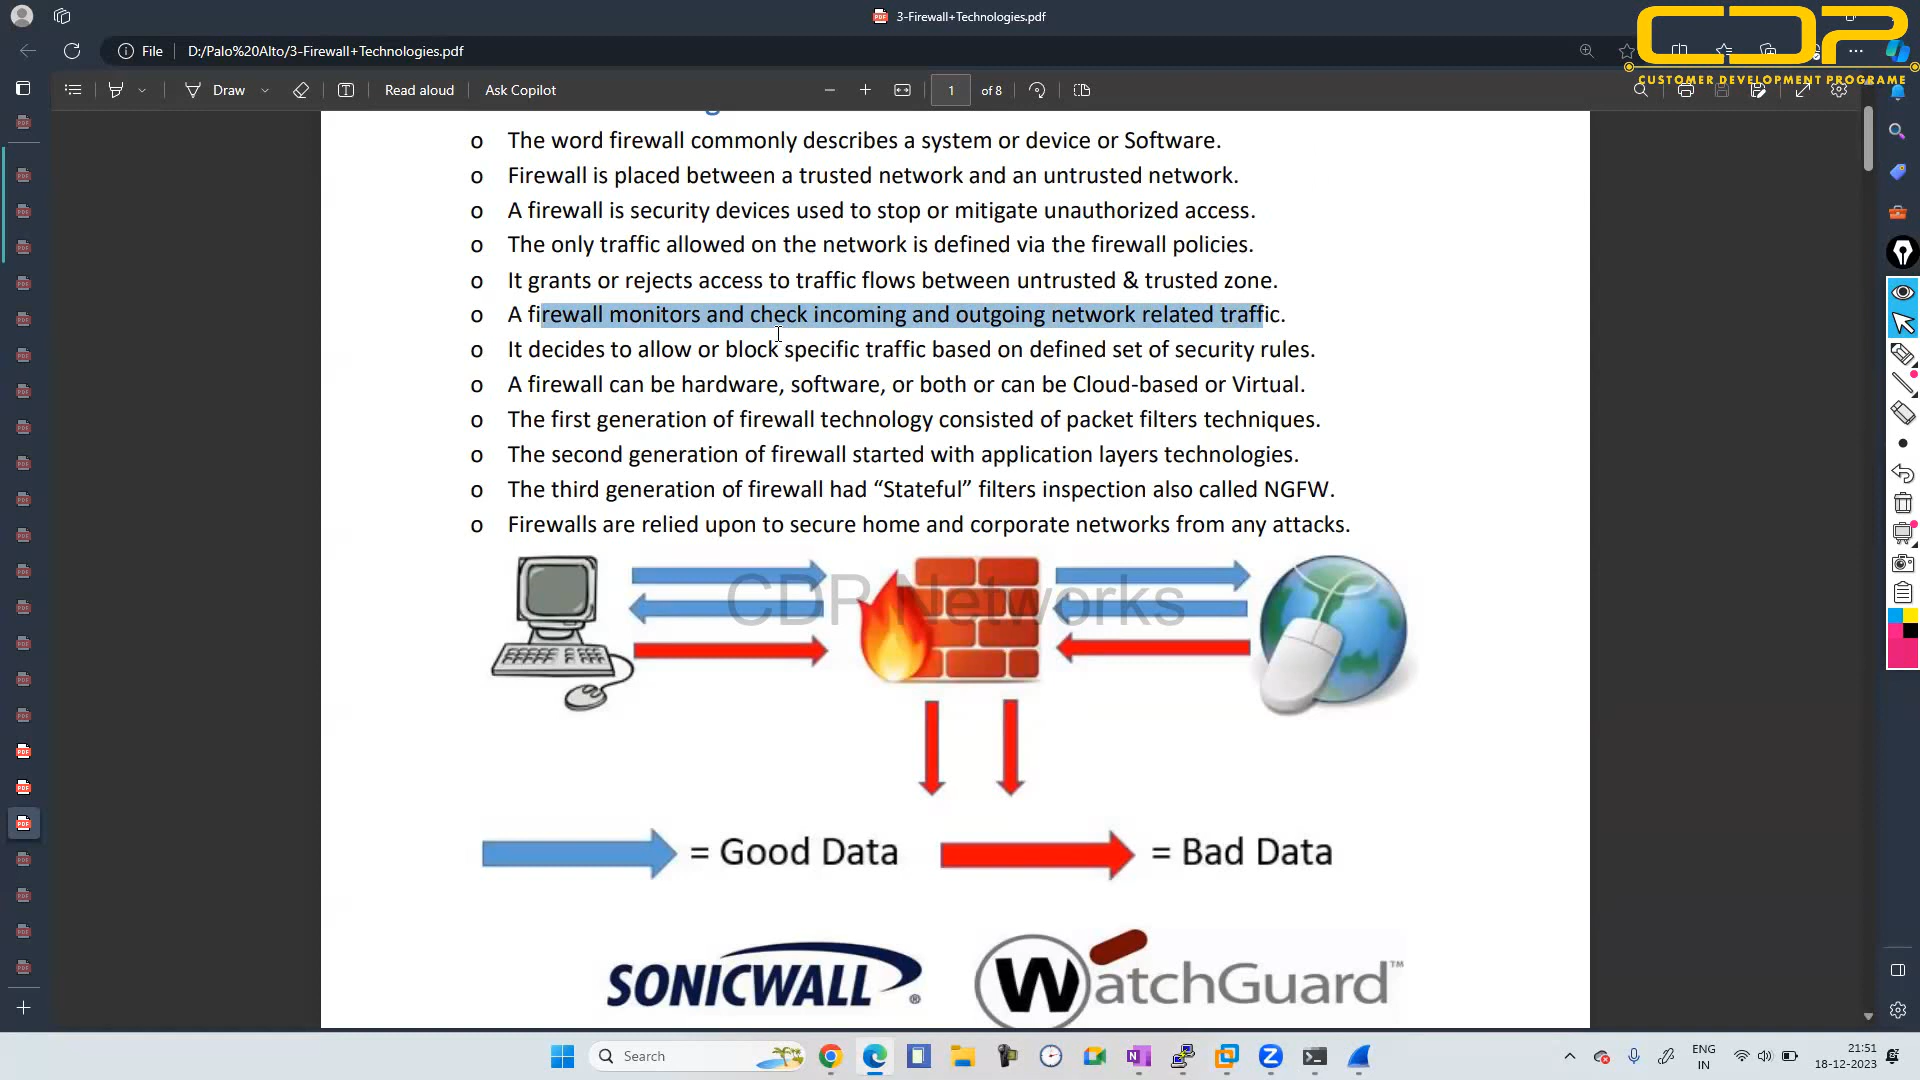 3-Firewall+Technologies.pdf
CDP
CUSTOMER DEVELOPMENT PROGRAME
File
D:/Palo%20Alto/3-Firewall+Technologies.pdf
Draw
Read aloud
Ask Copilot
1
of 8
o The word firewall commonly describes a system or device or Software.
o Firewall is placed between a trusted network and an untrusted network.
o A firewall is security devices used to stop or mitigate unauthorized access.
o The only traffic allowed on the network is defined via the firewall policies.
o It grants or rejects access to traffic flows between untrusted & trusted zone.
o A firewall monitors and check incoming and outgoing network related traffic.
o It decides to allow or block specific traffic based on defined set of security rules.
o A firewall can be hardware, software, or both or can be Cloud-based or Virtual.
o The first generation of firewall technology consisted of packet filters techniques.
o The second generation of firewall started with application layers technologies.
o The third generation of firewall had “Stateful” filters inspection also called NGFW.
o Firewalls are relied upon to secure home and corporate networks from any attacks.
CDP Networks
= Good Data
= Bad Data
SONICWALL®
WatchGuard™
Search
ENG
IN
21:51
18-12-2023